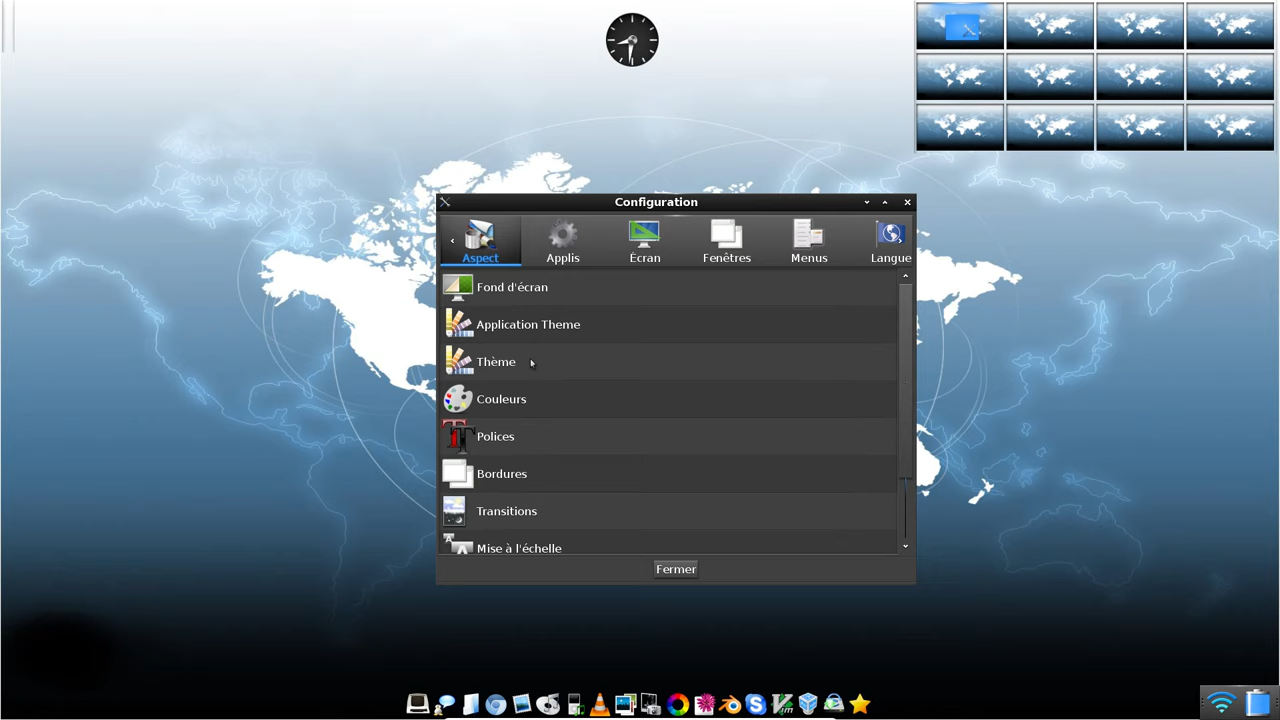 Configuration
Aspect
Applis
Écran
Fenêtres
Menus
Langue
Fond d'écran
Application Theme
Thème
Couleurs
Polices
Bordures
Transitions
Mise à l'échelle
Fermer